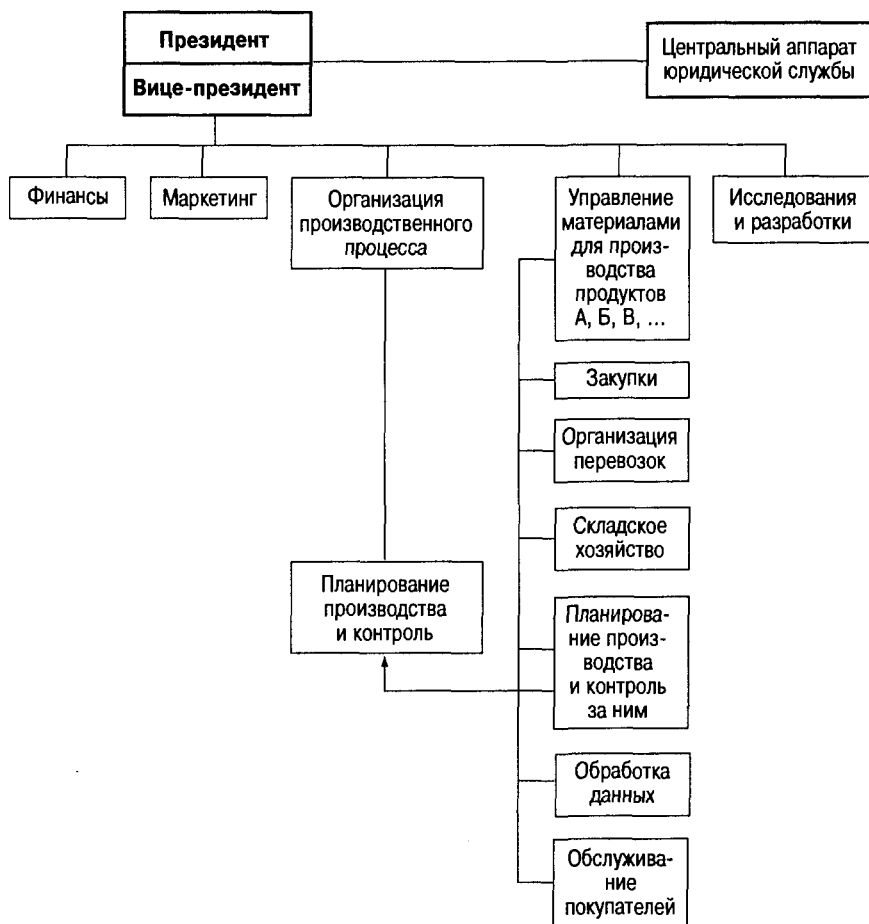 Президент
Вице-президент
Центральный аппарат
юридической службы
Финансы
Маркетинг
Организация
производственного
процесса
Управление
материалами
для произ-
водства
продуктов
А, Б, В, ...
Исследования
и разработки
Закупки
Организация
перевозок
Складское
хозяйство
Планирование
производства
и контроль
Планирова-
ние произ-
водства
и контроль
за ним
Обработка
данных
Обслужива-
ние
покупателей